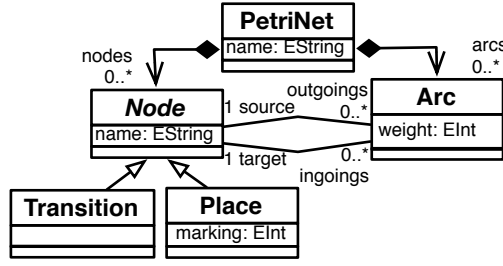 PetriNet
name: EString
nodes
0..*
arcs
0..*
Node
name: EString
1 source
outgoings
0..*
Arc
weight: EInt
1 target
0..*
ingoings
Transition
Place
marking: EInt